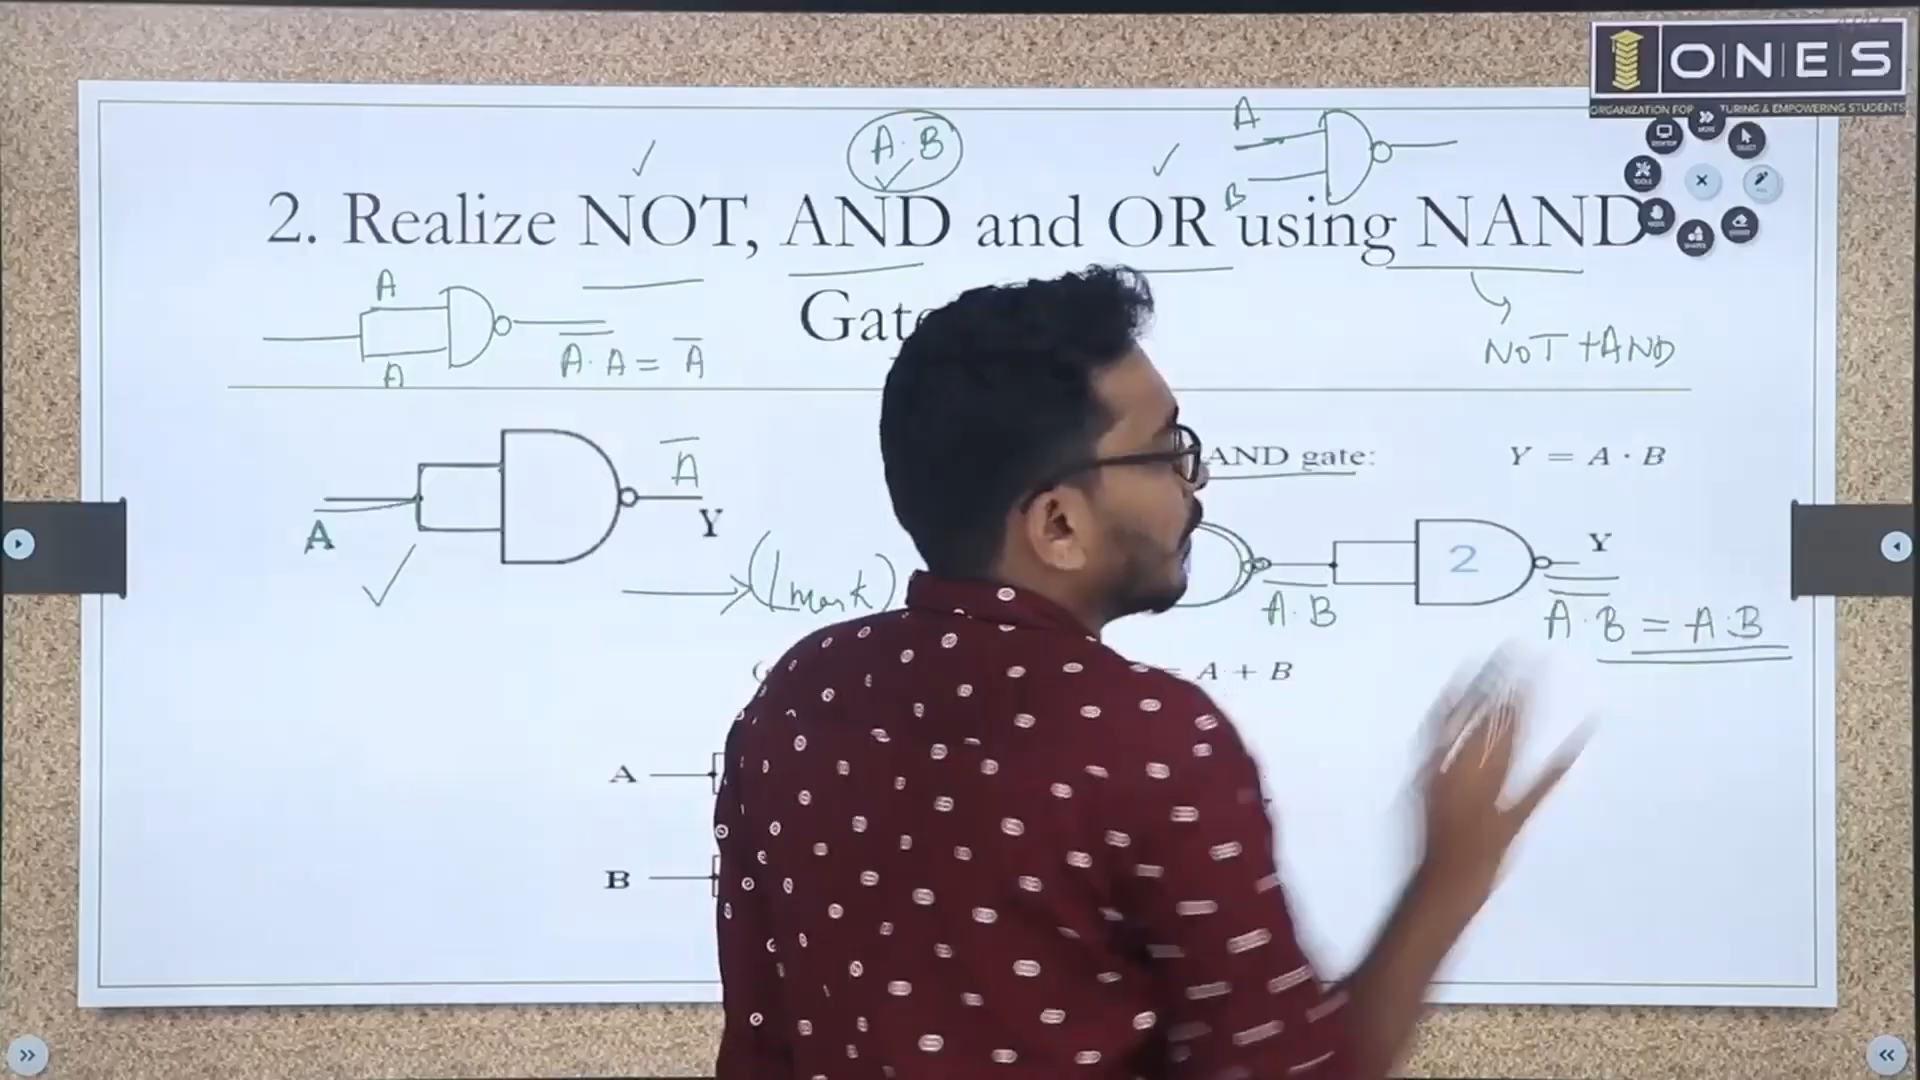 ONES
ORGANIZATION FOR TURING & EMPOWERING STUDENTS
A
A·B̅
B
2. Realize NOT, AND and OR using NAND
A
A
A̅·̅A̅ = A̅
NOT + AND
A̅
A
Y
(1 mark)
AND gate:
Y = A · B
2
Y
A̅·̅B̅
A·B = A·B
= A + B
A
B